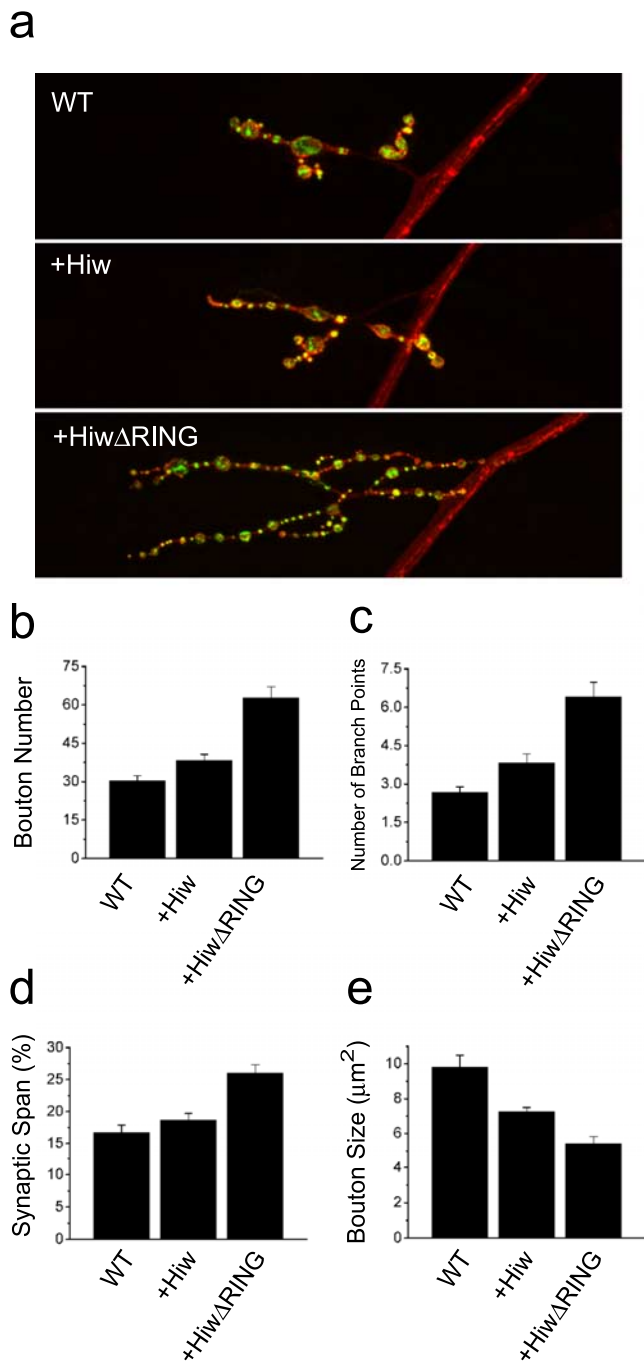 a
WT
+Hiw
+HiwΔRING
b
Bouton Number
75
60
45
30
15
0
WT
+Hiw
+HiwΔRING
c
Number of Branch Points
7.5
6.0
4.5
3.0
1.5
0.0
WT
+Hiw
+HiwΔRING
d
Synaptic Span (%)
30
25
20
15
10
5
0
WT
+Hiw
+HiwΔRING
e
Bouton Size (μm²)
10
8
6
4
2
0
WT
+Hiw
+HiwΔRING